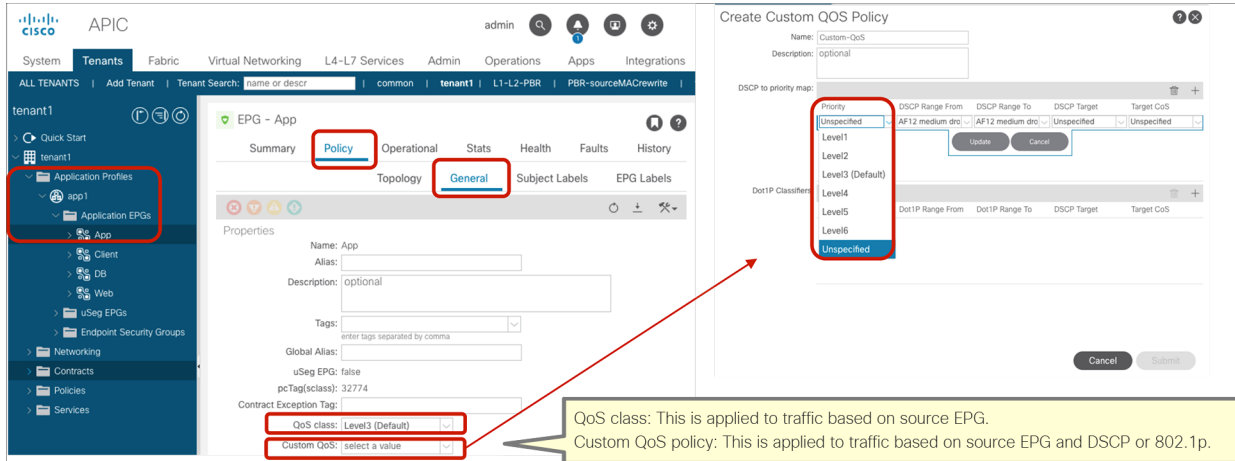 cisco APIC admin 1
System Tenants Fabric Virtual Networking L4-L7 Services Admin Operations Apps Integrations
ALL TENANTS | Add Tenant | Tenant Search: name or descr | common | tenant1 | L1-L2-PBR | PBR-sourceMACrewrite |
tenant1
Quick Start
tenant1
Application Profiles
app1
Application EPGs
App
Client
DB
Web
uSeg EPGs
Endpoint Security Groups
Networking
Contracts
Policies
Services
EPG - App
Summary Policy Operational Stats Health Faults History
Topology General Subject Labels EPG Labels
Properties
Name: App
Alias:
Description: optional
Tags:
enter tags separated by comma
Global Alias:
uSeg EPG: false
pcTag(sclass): 32774
Contract Exception Tag:
QoS class: Level3 (Default)
Custom QoS: select a value
Create Custom QOS Policy
Name: Custom-QoS
Description: optional
DSCP to priority map:
Priority DSCP Range From DSCP Range To DSCP Target Target CoS
Unspecified AF12 medium dro AF12 medium dro Unspecified Unspecified
Level1
Update Cancel
Level2
Level3 (Default)
Dot1P Classifiers
Level4
Level5 Dot1P Range From Dot1P Range To DSCP Target Target CoS
Level6
Unspecified
Cancel Submit
QoS class: This is applied to traffic based on source EPG.
Custom QoS policy: This is applied to traffic based on source EPG and DSCP or 802.1p.